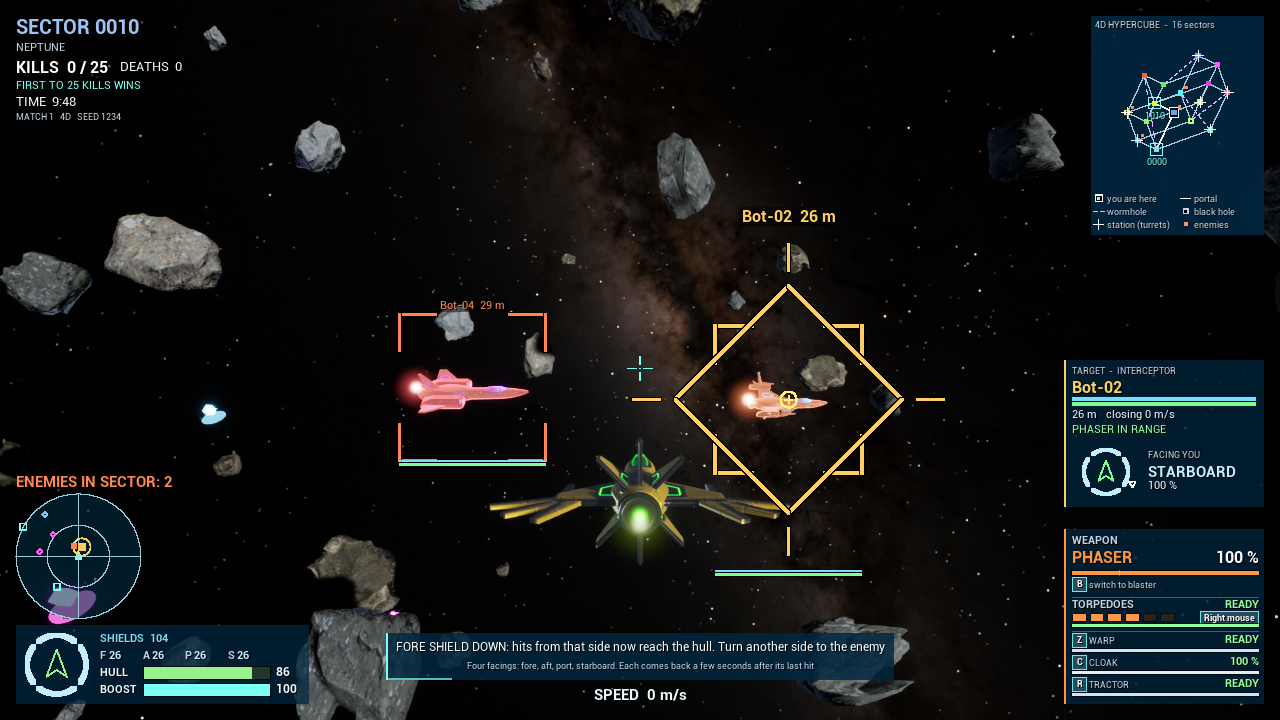 SECTOR 0010
NEPTUNE
KILLS 0 / 25 DEATHS 0
FIRST TO 25 KILLS WINS
TIME 9:48
MATCH 1 4D SEED 1234
4D HYPERCUBE - 16 sectors
0000
you are here
portal
wormhole
black hole
station (turrets)
enemies
Bot-02 26 m
Bot-04 29 m
TARGET - INTERCEPTOR
Bot-02
26 m closing 0 m/s
PHASER IN RANGE
FACING YOU
STARBOARD
100 %
ENEMIES IN SECTOR: 2
SHIELDS 104
F 26 A 26 P 26 S 26
HULL 86
BOOST 100
FORE SHIELD DOWN: hits from that side now reach the hull. Turn another side to the enemy
Four facings: fore, aft, port, starboard. Each comes back a few seconds after its last hit
SPEED 0 m/s
WEAPON
PHASER 100 %
B switch to blaster
TORPEDOES READY
Right mouse
Z WARP READY
C CLOAK 100 %
R TRACTOR READY